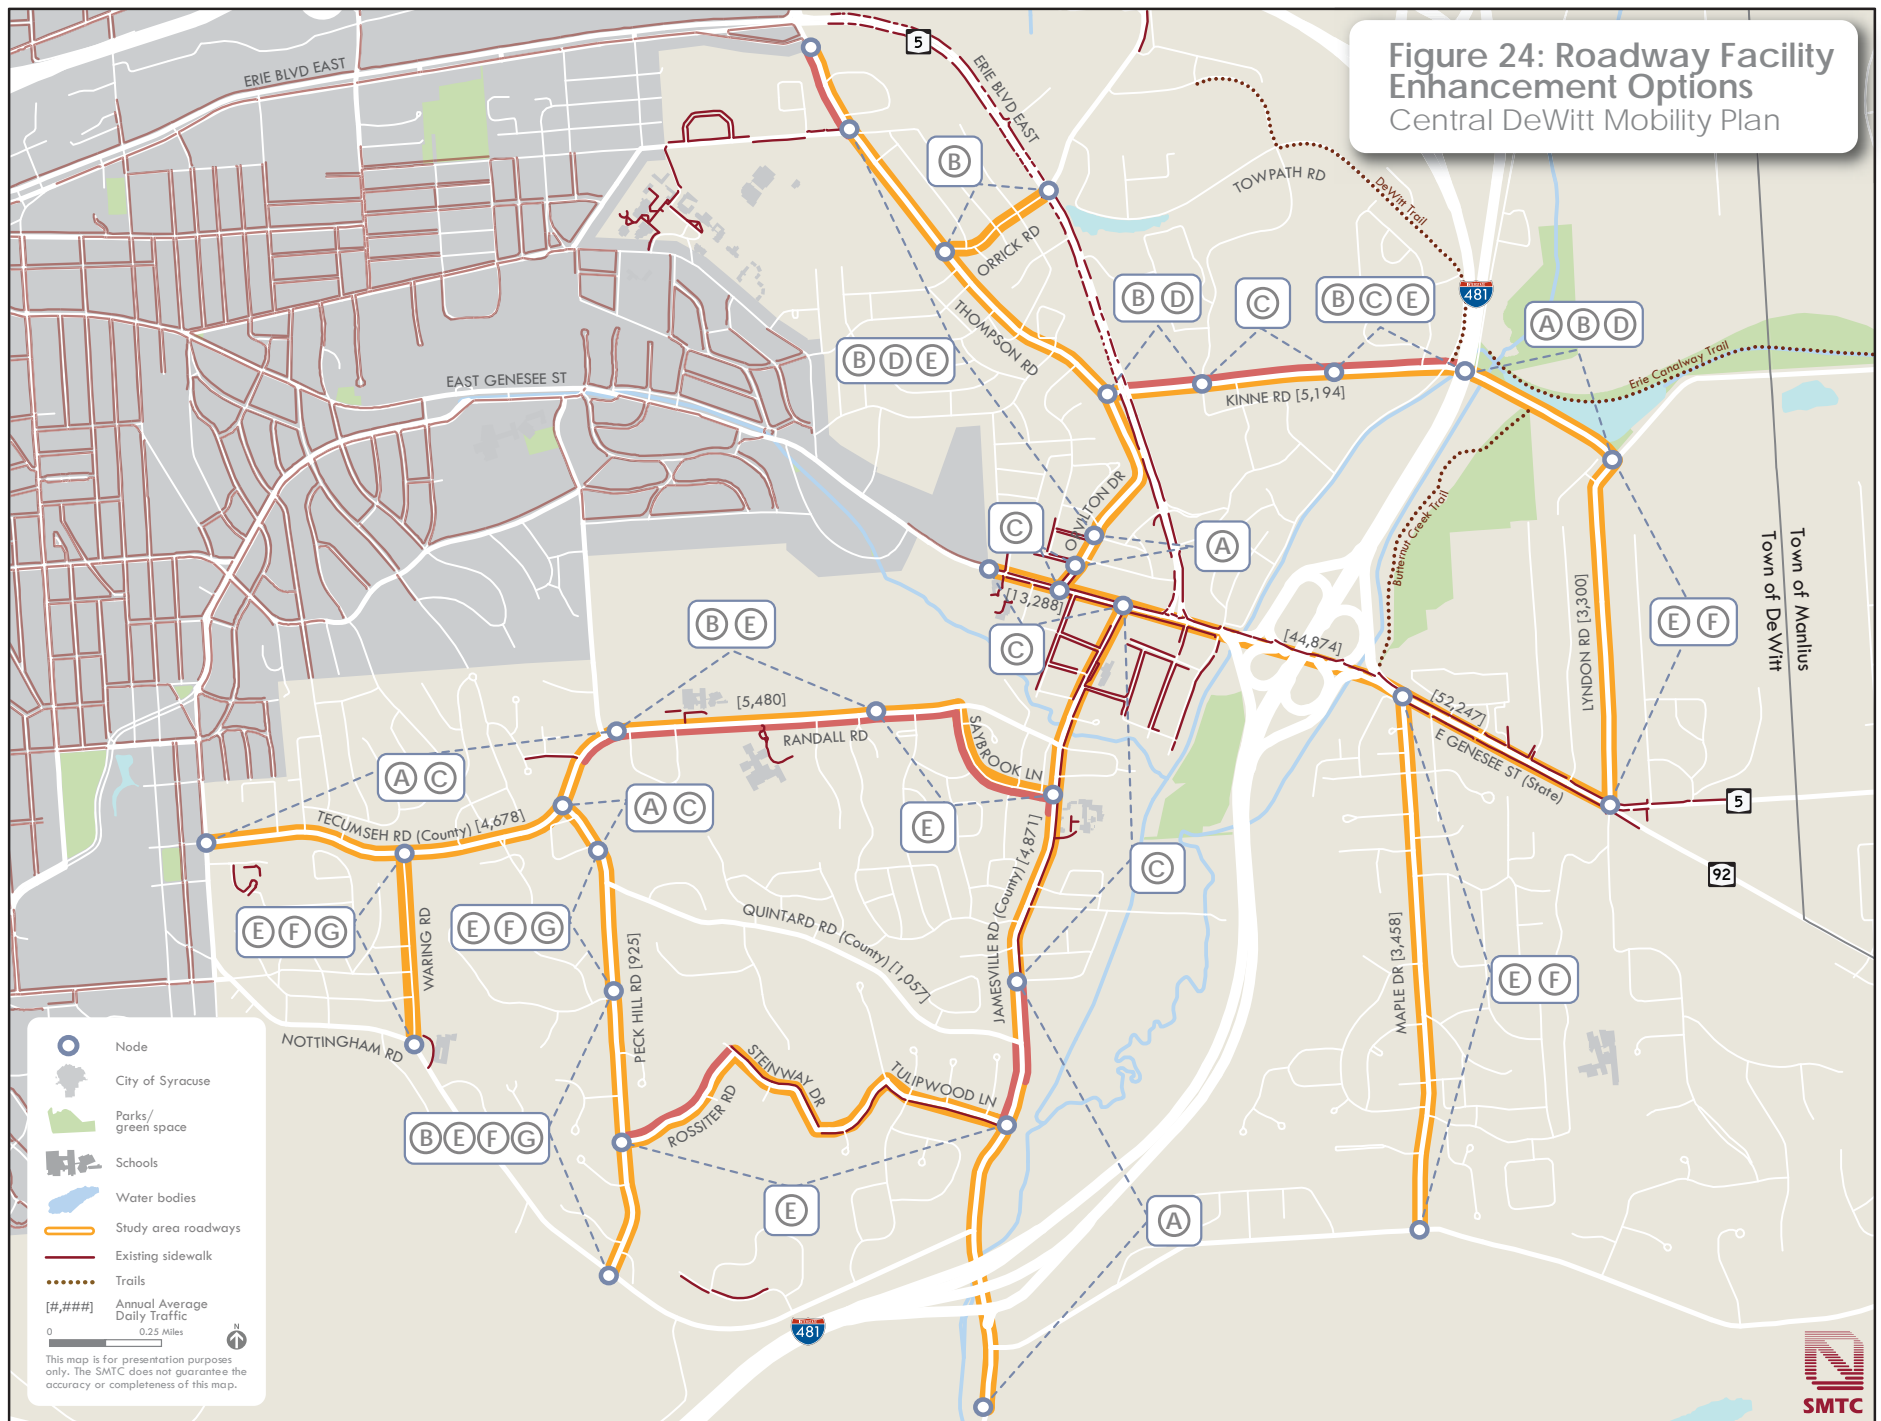 Figure 24: Roadway Facility
Enhancement Options
Central DeWitt Mobility Plan
5
ERIE BLVD EAST
ERIE BLVD EAST
B
TOWPATH RD
DeWitt Trail
ORRICK RD
481
B D
C
B C E
A B D
THOMPSON RD
B D E
Erie Canalway Trail
EAST GENESEE ST
KINNE RD [5,194]
Butternut Creek Trail
C
A
[13,288]
Town of Manlius
Town of DeWitt
LYNDON RD [3,300]
B E
C
[44,874]
E F
[5,480]
RANDALL RD
SAYBROOK LN
[52,247]
E GENESEE ST (State)
A C
A C
5
TECUMSEH RD (County) [4,678]
E
C
92
E F G
E F G
WARING RD
QUINTARD RD (County) [1,057]
JAMESVILLE RD (County) [4,871]
MAPLE DR [3,458]
E F
PECK HILL RD [925]
NOTTINGHAM RD
STEINWAY DR
TULIPWOOD LN
ROSSITER RD
B E F G
E
A
481
Node
City of Syracuse
Parks/
green space
Schools
Water bodies
Study area roadways
Existing sidewalk
Trails
[#,###] Annual Average
Daily Traffic
0 0.25 Miles
N
This map is for presentation purposes
only. The SMTC does not guarantee the
accuracy or completeness of this map.
SMTC